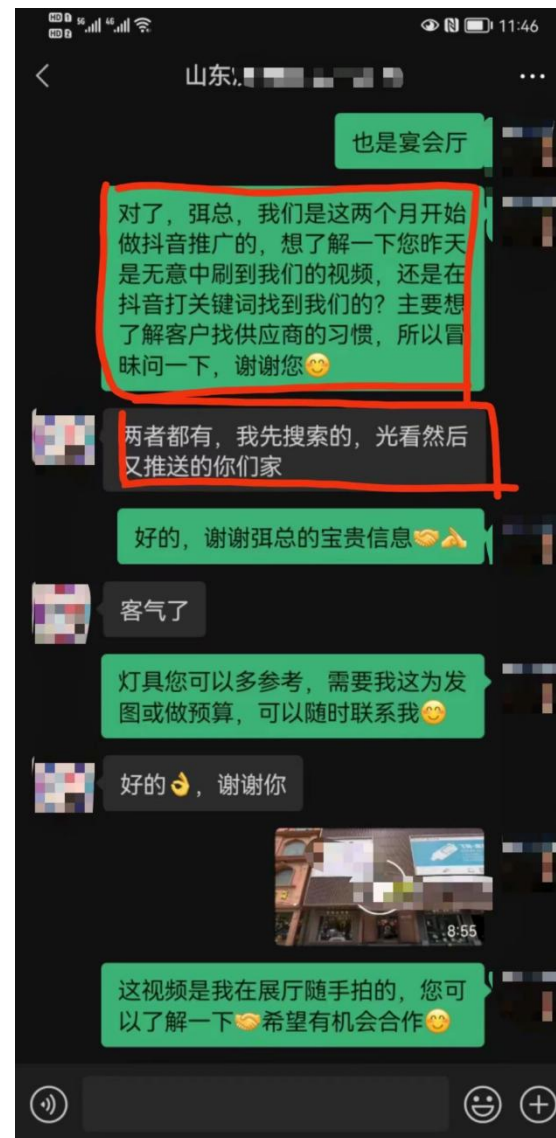 11:46
山东
也是宴会厅
对了，弭总，我们是这两个月开始
做抖音推广的，想了解一下您昨天
是无意中刷到我们的视频，还是在
抖音打关键词找到我们的？主要想
了解客户找供应商的习惯，所以冒
昧问一下，谢谢您😊
两者都有，我先搜索的，光看然后
又推送的你们家
好的，谢谢弭总的宝贵信息🤝✍
客气了
灯具您可以多参考，需要我这为发
图或做预算，可以随时联系我😊
好的👌，谢谢你
8:55
这视频是我在展厅随手拍的，您可
以了解一下🤝希望有机会合作😊